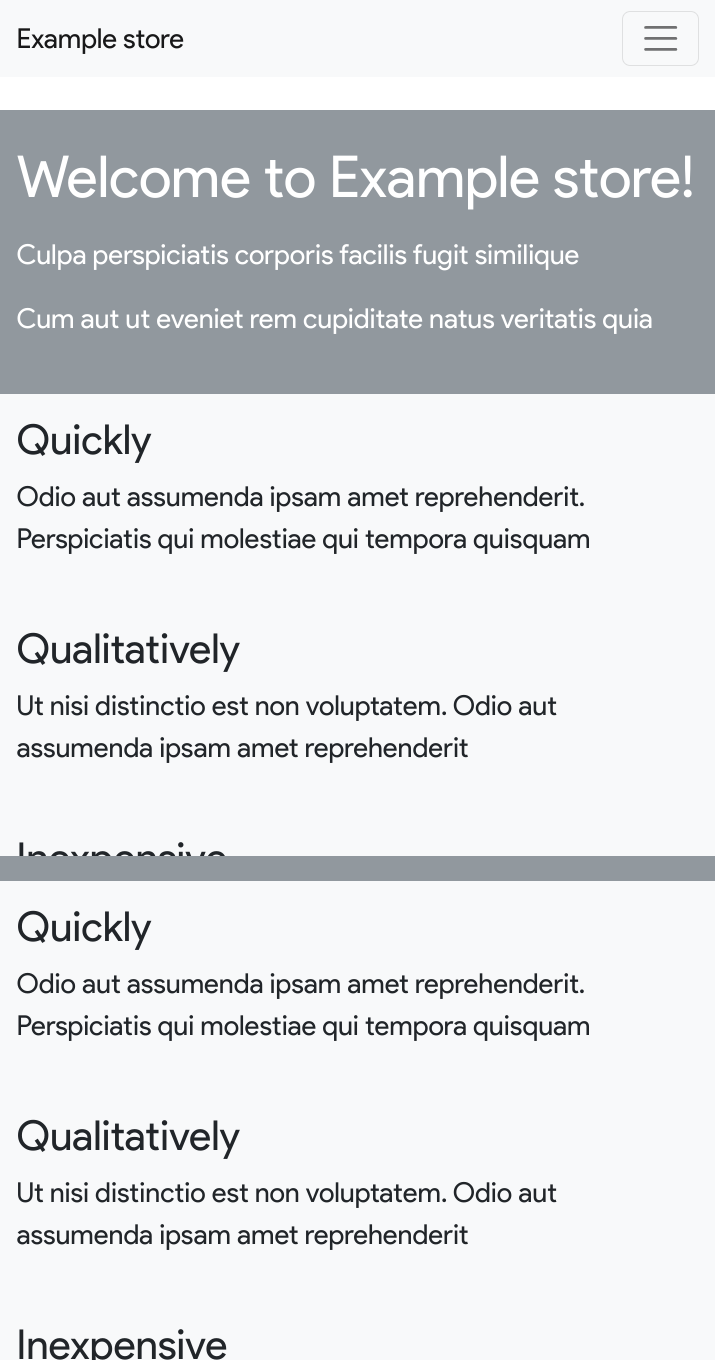 Example store
Welcome to Example store!
Culpa perspiciatis corporis facilis fugit similique
Cum aut ut eveniet rem cupiditate natus veritatis quia
Quickly
Odio aut assumenda ipsam amet reprehenderit.
Perspiciatis qui molestiae qui tempora quisquam
Qualitatively
Ut nisi distinctio est non voluptatem. Odio aut
assumenda ipsam amet reprehenderit
Inexpensive
Quickly
Odio aut assumenda ipsam amet reprehenderit.
Perspiciatis qui molestiae qui tempora quisquam
Qualitatively
Ut nisi distinctio est non voluptatem. Odio aut
assumenda ipsam amet reprehenderit
Inexpensive